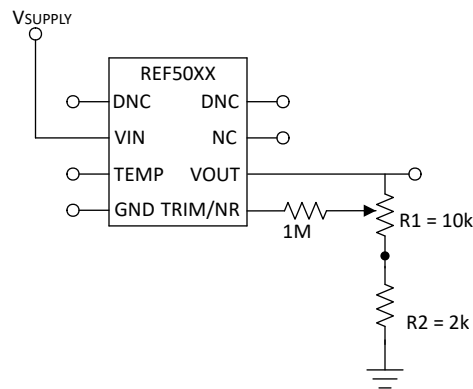 VSUPPLY
REF50XX
DNC DNC
VIN NC
TEMP VOUT
GND TRIM/NR
1M
R1 = 10k
R2 = 2k